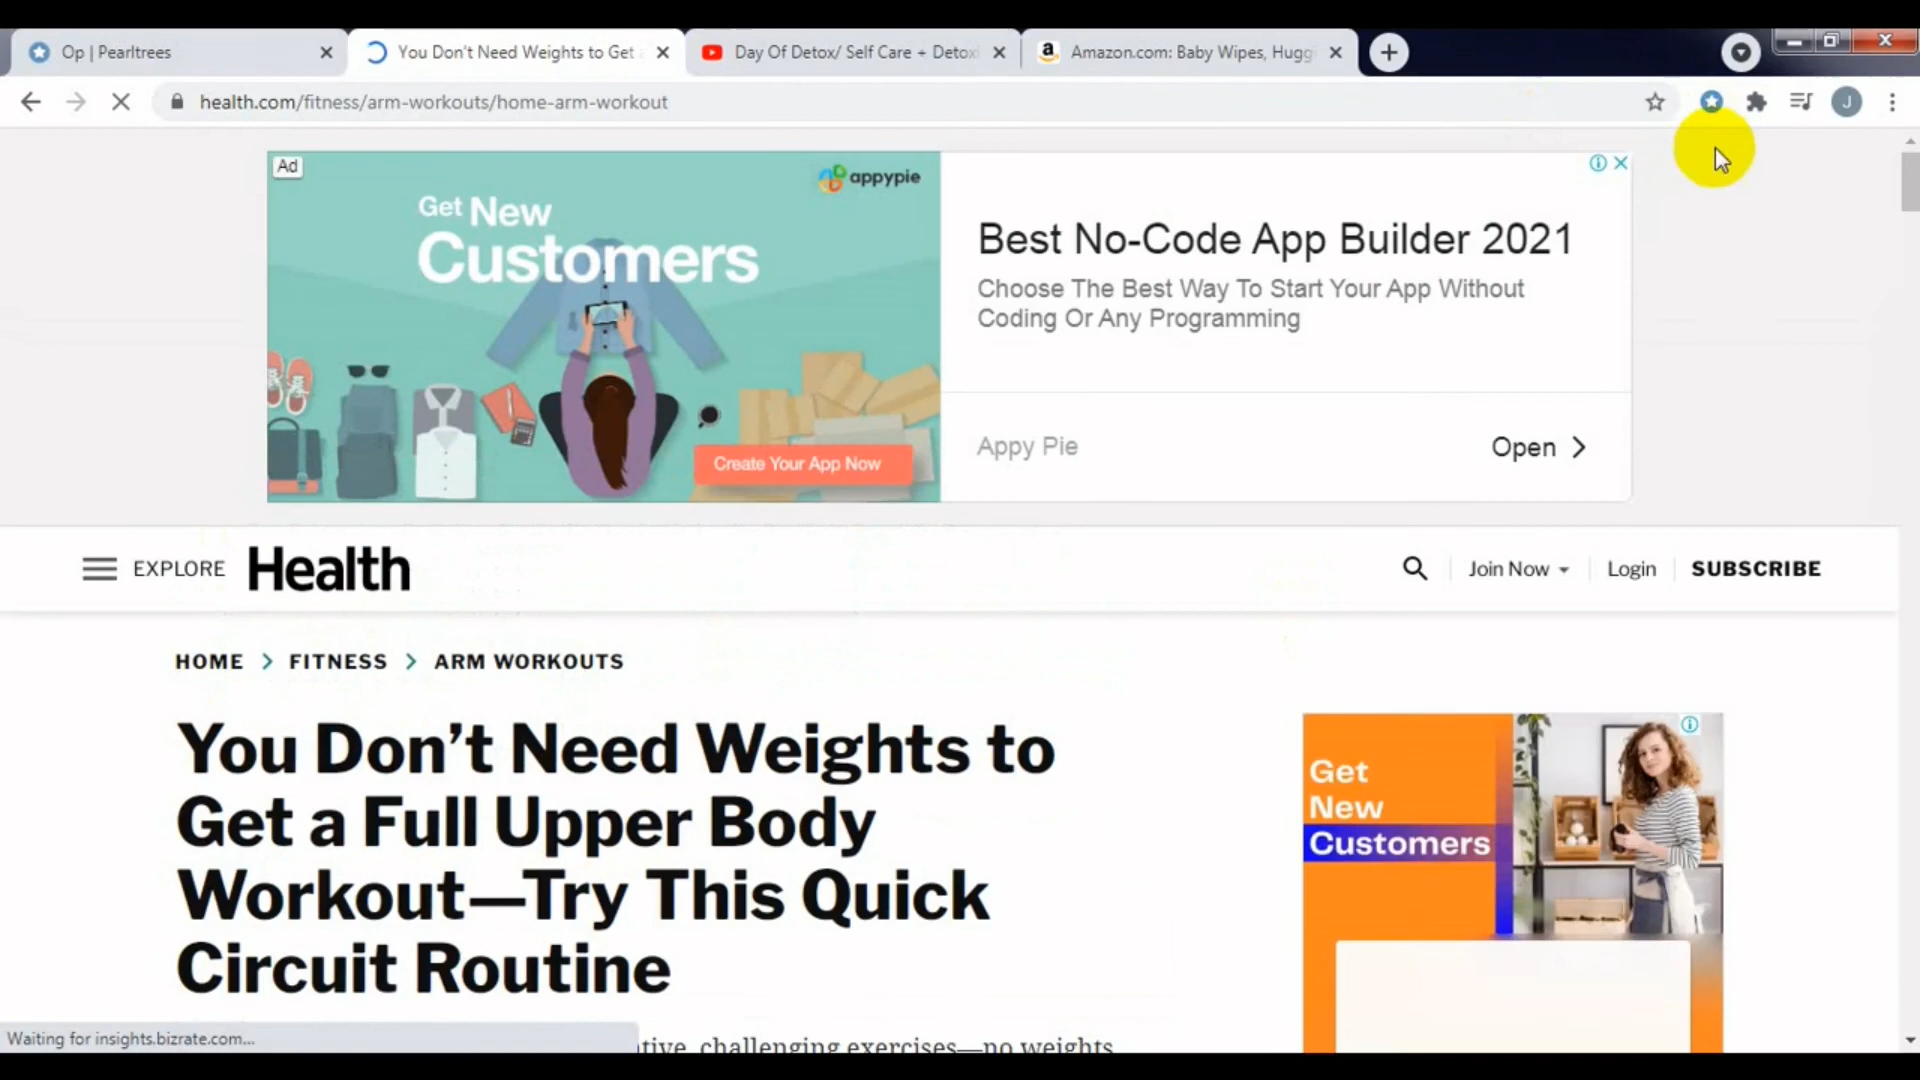 Op | Pearltrees
You Don't Need Weights to Get
Day Of Detox/ Self Care + Detox
Amazon.com: Baby Wipes, Hugg
health.com/fitness/arm-workouts/home-arm-workout
J
Ad
appypie
Get New
Customers
Create Your App Now
Best No-Code App Builder 2021
Choose The Best Way To Start Your App Without
Coding Or Any Programming
Appy Pie
Open
EXPLORE
Health
Join Now
Login
SUBSCRIBE
HOME > FITNESS > ARM WORKOUTS
You Don't Need Weights to
Get a Full Upper Body
Workout—Try This Quick
Circuit Routine
Get
New
Customers
Waiting for insights.bizrate.com...
challenging exercises—no weights